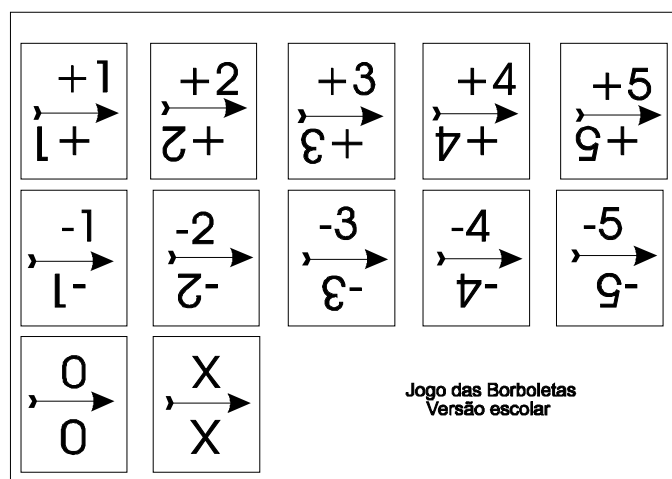 +1 +2 +3 +4 +5
+1 +2 +3 +4 +5
-1 -2 -3 -4 -5
-1 -2 -3 -4 -5
0 X
0 X
Jogo das Borboletas
Versão escolar